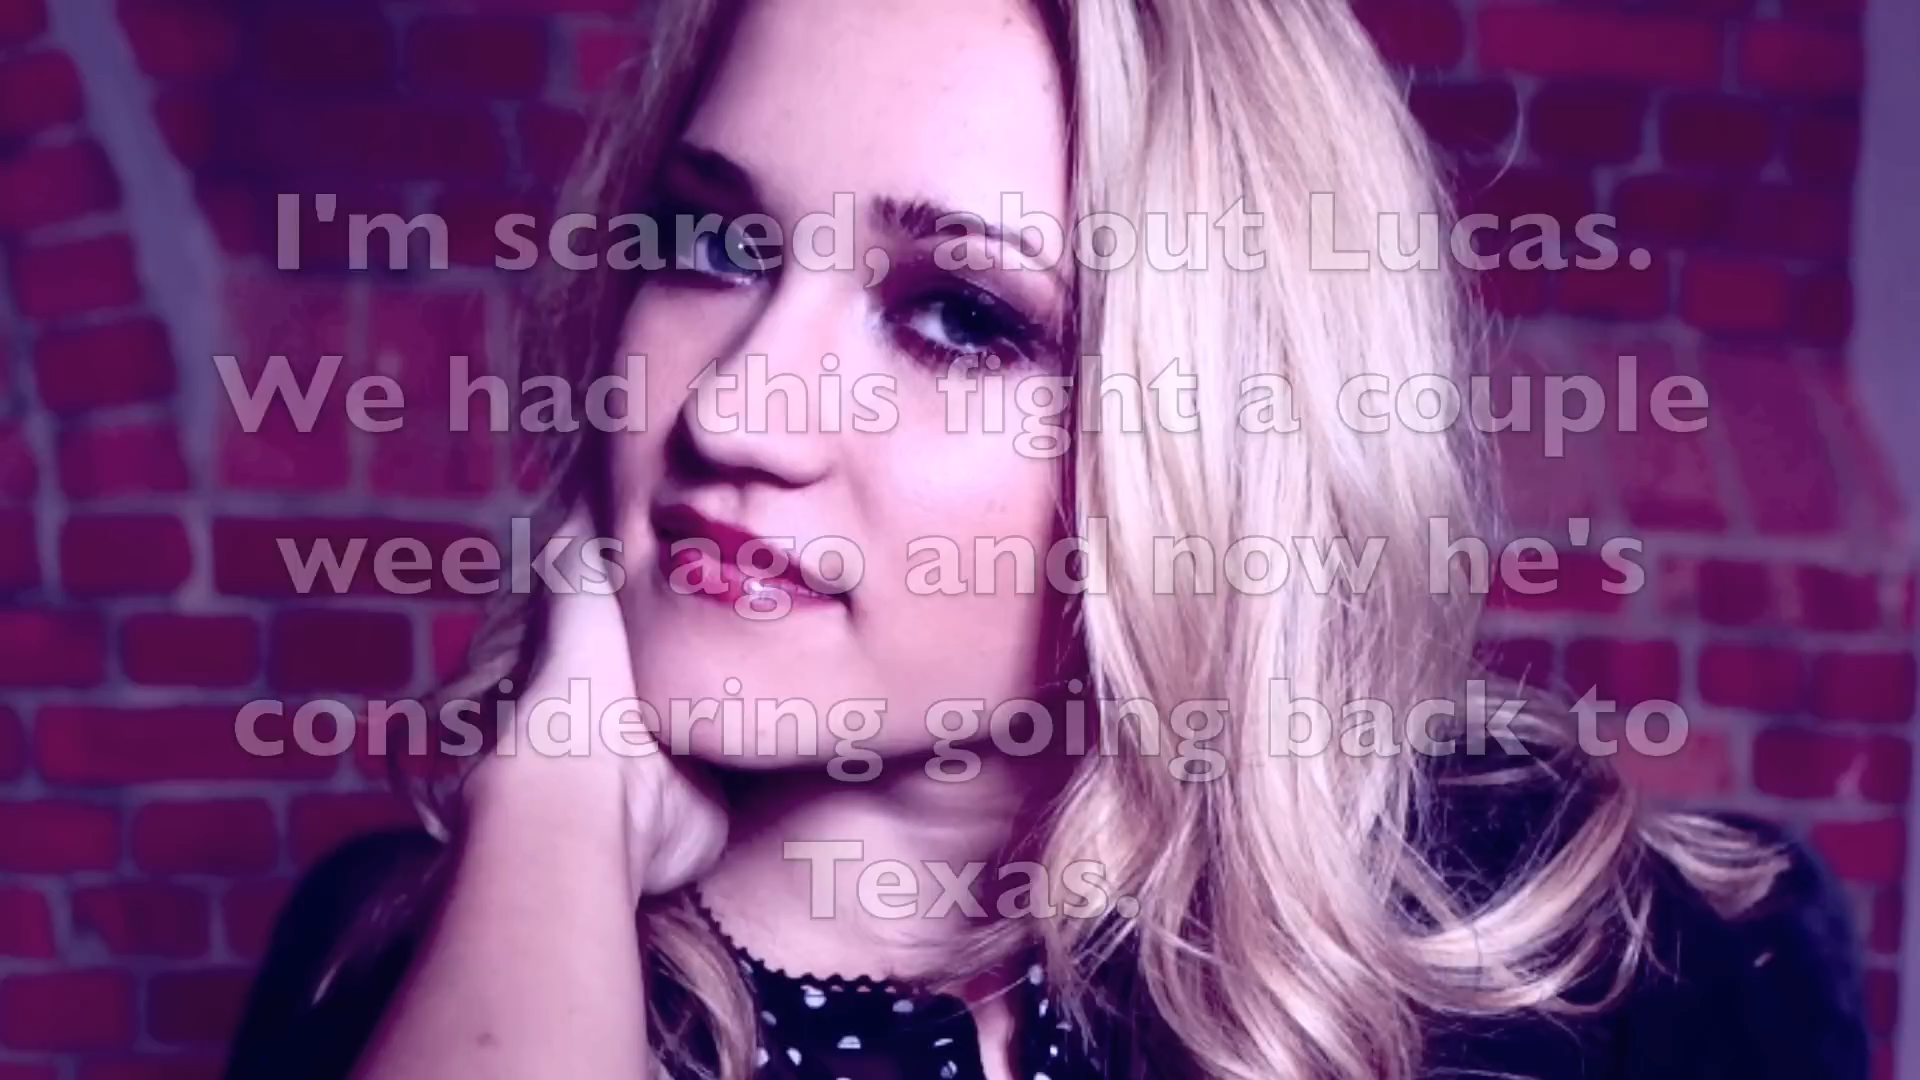 I'm scared, about Lucas.
We had this fight a couple
weeks ago and now he's
considering going back to
Texas.